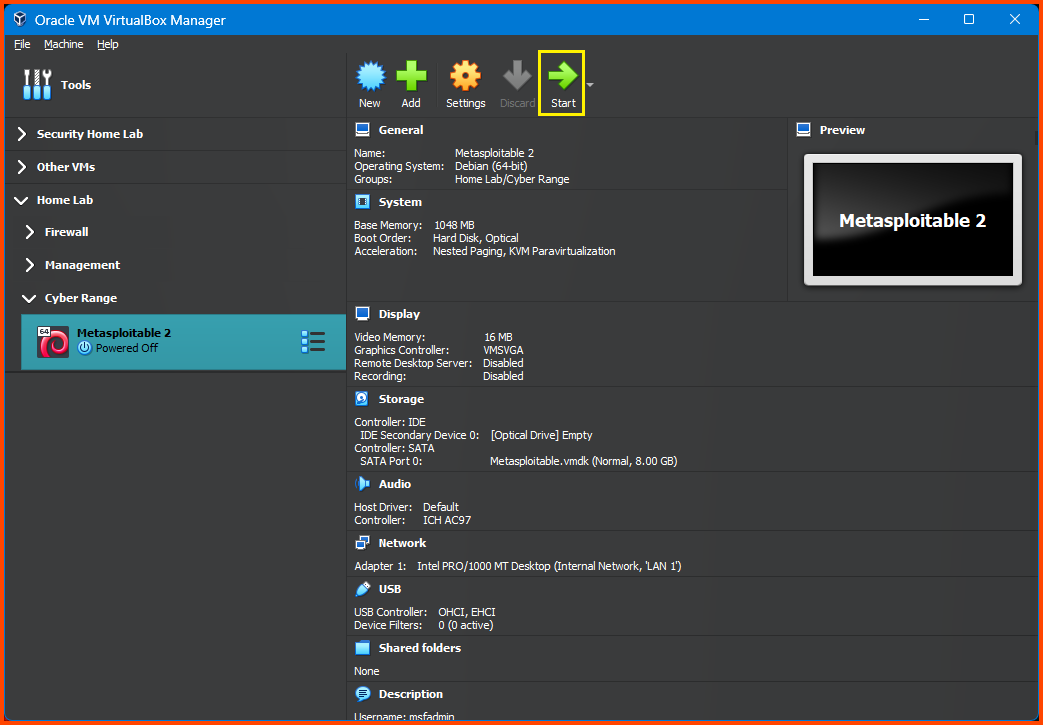 Oracle VM VirtualBox Manager
File Machine Help
Tools
New Add Settings Discard Start
Security Home Lab
Other VMs
Home Lab
Firewall
Management
Cyber Range
64
Metasploitable 2
Powered Off
General
Name: Metasploitable 2
Operating System: Debian (64-bit)
Groups: Home Lab/Cyber Range
Preview
Metasploitable 2
System
Base Memory: 1048 MB
Boot Order: Hard Disk, Optical
Acceleration: Nested Paging, KVM Paravirtualization
Display
Video Memory: 16 MB
Graphics Controller: VMSVGA
Remote Desktop Server: Disabled
Recording: Disabled
Storage
Controller: IDE
IDE Secondary Device 0: [Optical Drive] Empty
Controller: SATA
SATA Port 0: Metasploitable.vmdk (Normal, 8.00 GB)
Audio
Host Driver: Default
Controller: ICH AC97
Network
Adapter 1: Intel PRO/1000 MT Desktop (Internal Network, 'LAN 1')
USB
USB Controller: OHCI, EHCI
Device Filters: 0 (0 active)
Shared folders
None
Description
Username: msfadmin